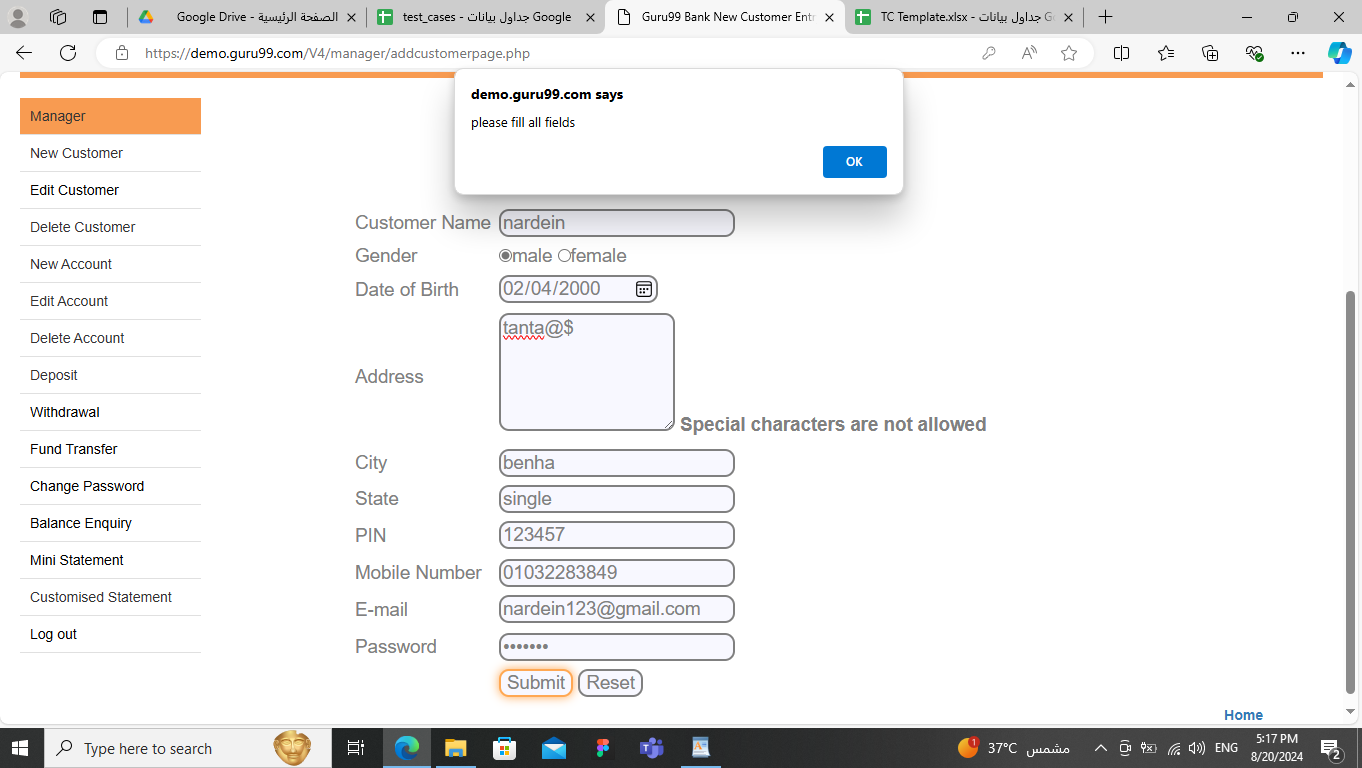 الصفحة الرئيسية - Google Drive
test_cases - جداول بيانات Google
Guru99 Bank New Customer Entr
TC Template.xlsx - جداول بيانات Go
https://demo.guru99.com/V4/manager/addcustomerpage.php
demo.guru99.com says
please fill all fields
OK
Manager
New Customer
Edit Customer
Delete Customer
New Account
Edit Account
Delete Account
Deposit
Withdrawal
Fund Transfer
Change Password
Balance Enquiry
Mini Statement
Customised Statement
Log out
Customer Name nardein
Gender male female
Date of Birth 02/04/2000
Address tanta@$
Special characters are not allowed
City benha
State single
PIN 123457
Mobile Number 01032283849
E-mail nardein123@gmail.com
Password •••••••
Submit Reset
Home
Type here to search
1
37°C مشمس
ENG
5:17 PM
8/20/2024
2